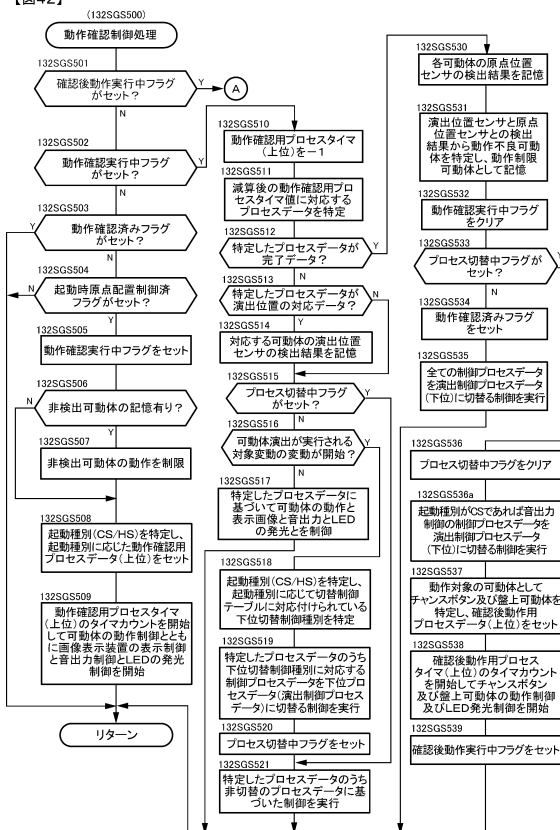 【図42】
(132SGS500)
動作確認制御処理
132SGS501
確認後動作実行中フラグ
がセット？
Y
A
N
132SGS502
動作確認実行中フラグ
がセット？
Y
N
132SGS503
動作確認済みフラグ
がセット？
Y
N
132SGS504
起動時原点配置制御済
フラグがセット？
N
Y
132SGS505
動作確認実行中フラグをセット
132SGS506
非検出可動体の記憶有り？
N
Y
132SGS507
非検出可動体の動作を制限
132SGS508
起動種別(CS/HS)を特定し、
起動種別に応じた動作確認用
プロセスデータ(上位)をセット
132SGS509
動作確認用プロセスタイマ
(上位)のタイマカウントを開始
して可動体の動作制御ととも
に画像表示装置の表示制御
と音出力制御とLEDの発光
制御を開始
リターン
132SGS510
動作確認用プロセスタイマ
(上位)を－1
132SGS511
減算後の動作確認用プロ
セスタイマ値に対応する
プロセスデータを特定
132SGS512
特定したプロセスデータが
完了データ？
Y
N
132SGS513
特定したプロセスデータが
演出位置の対応データ？
N
Y
132SGS514
対応する可動体の演出位置
センサの検出結果を記憶
132SGS515
プロセス切替中フラグ
がセット？
Y
N
132SGS516
可動体演出が実行される
対象変動の変動が開始？
Y
N
132SGS517
特定したプロセスデータに
基づいて可動体の動作と
表示画像と音出力とLED
の発光とを制御
132SGS518
起動種別(CS/HS)を特定し、
起動種別に応じて切替制御
テーブルに対応付けられている
下位切替制御種別を特定
132SGS519
特定したプロセスデータのうち
下位切替制御種別に対応する
制御プロセスデータを下位プロ
セスデータ(演出制御プロセス
データ)に切替る制御を実行
132SGS520
プロセス切替中フラグをセット
132SGS521
特定したプロセスデータのうち
非切替のプロセスデータに基
づいた制御を実行
132SGS530
各可動体の原点位置
センサの検出結果を記憶
132SGS531
演出位置センサと原点
位置センサとの検出
結果から動作不良可動
体を特定し、動作制限
可動体として記憶
132SGS532
動作確認実行中フラグ
をクリア
132SGS533
プロセス切替中フラグが
セット？
Y
N
132SGS534
動作確認済みフラグ
をセット
132SGS535
全ての制御プロセスデータ
を演出制御プロセスデータ
(下位)に切替る制御を実行
132SGS536
プロセス切替中フラグをクリア
132SGS536a
起動種別がCSであれば音出力
制御の制御プロセスデータを
演出制御プロセスデータ
(下位)に切替る制御を実行
132SGS537
動作対象の可動体として
チャンスボタン及び盤上可動体を
特定し、確認後動作用
プロセスデータ(上位)をセット
132SGS538
確認後動作用プロセス
タイマ(上位)のタイマカウント
を開始してチャンスボタン
及び盤上可動体の動作制御
及びLED発光制御を開始
132SGS539
確認後動作実行中フラグをセット